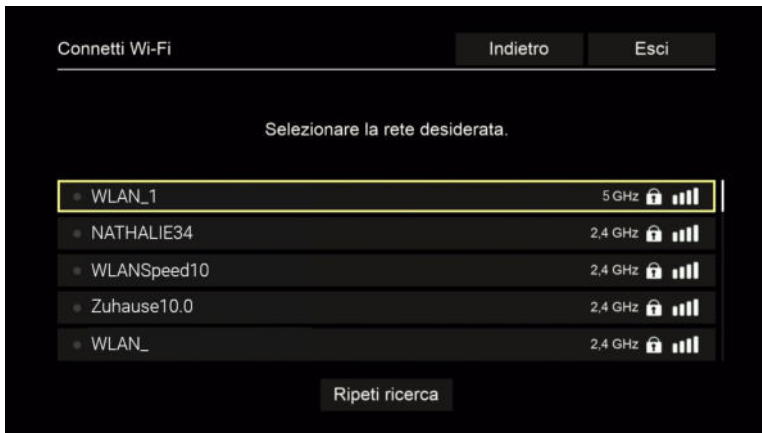 Connetti Wi-Fi Indietro Esci
Selezionare la rete desiderata.
WLAN_1 5 GHz
NATHALIE34 2,4 GHz
WLANSpeed10 2,4 GHz
Zuhause10.0 2,4 GHz
WLAN_ 2,4 GHz
Ripeti ricerca